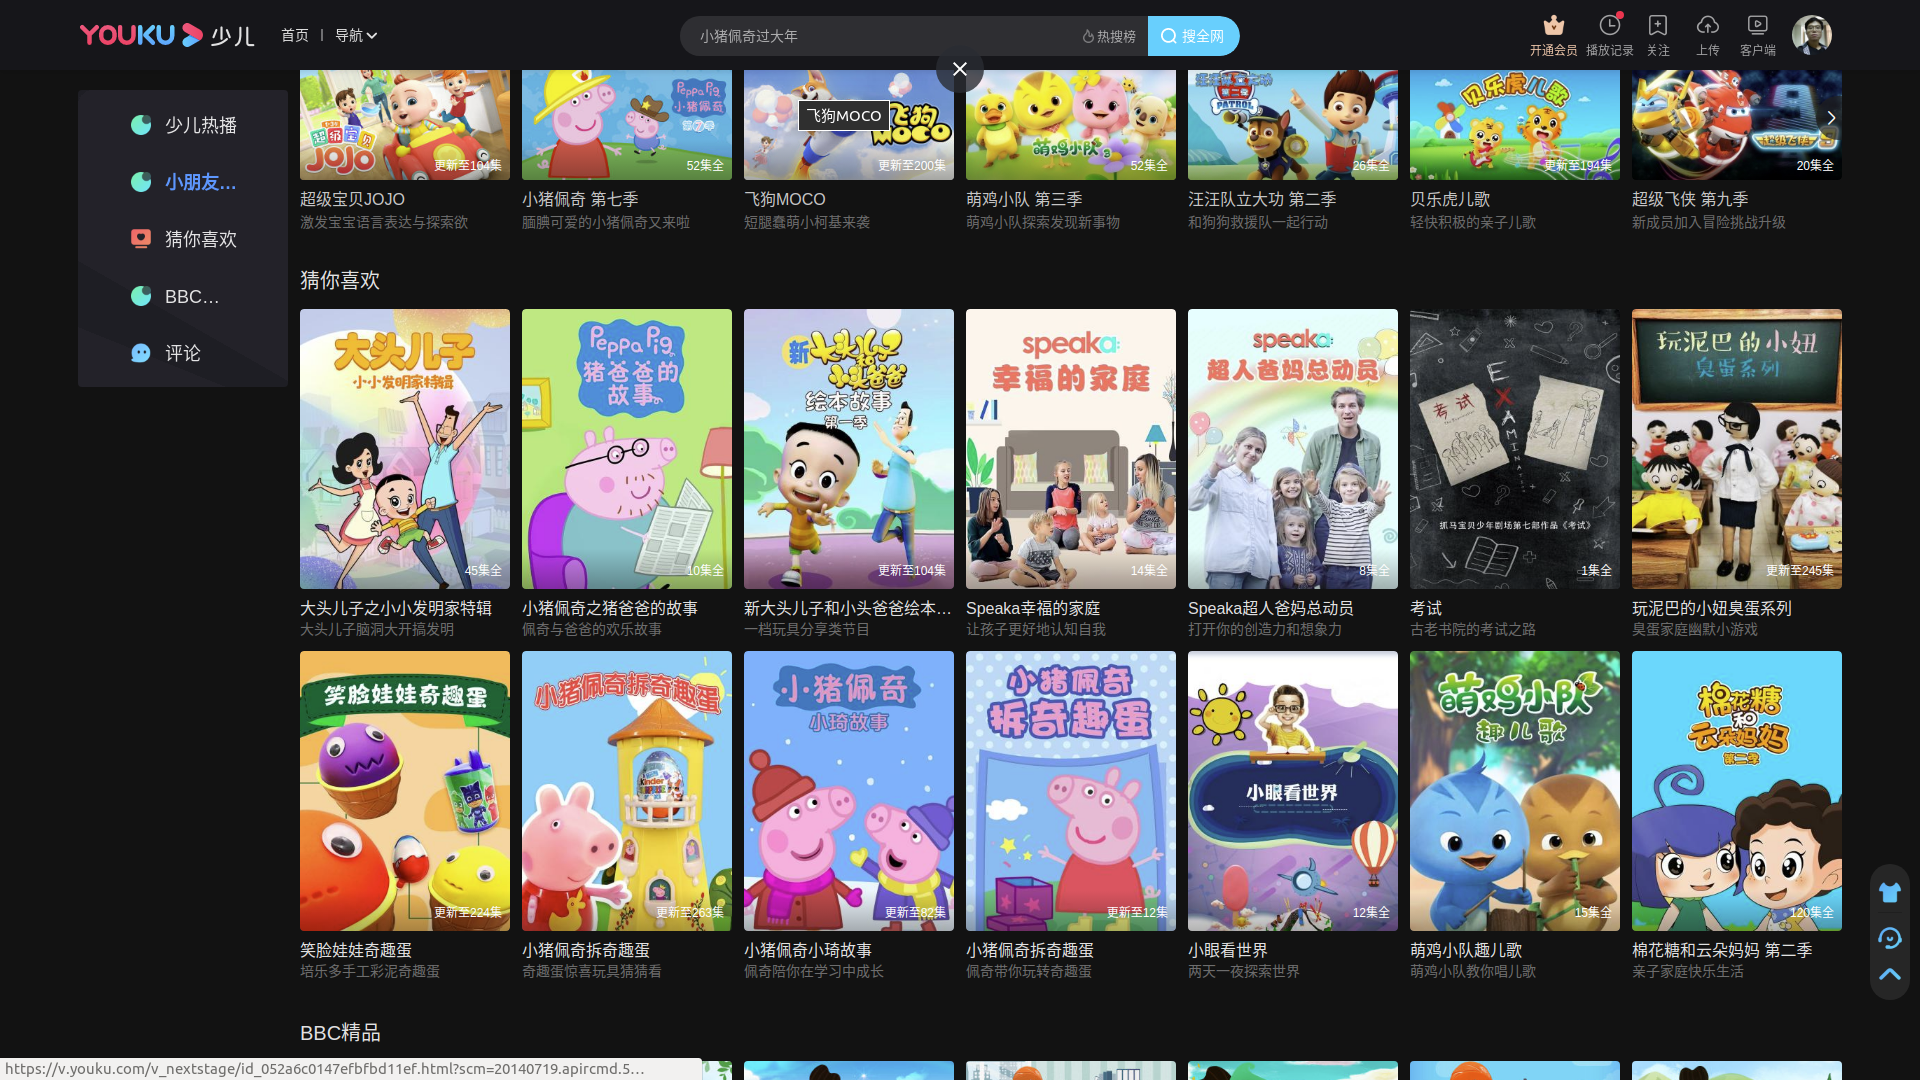 YOUKU 少儿
首页 | 导航
小猪佩奇过大年
热搜榜
搜全网
开通会员
播放记录
关注
上传
客户端
少儿热播
小朋友...
猜你喜欢
BBC...
评论
超级宝贝
JOJO
更新至104集
Peppa Pig
小猪佩奇
第7季
52集全
飞狗MOCO
飞狗
MOCO
更新至200集
萌鸡小队
52集全
PATROL
26集全
贝乐虎儿歌
更新至194集
超级飞侠
20集全
超级宝贝JOJO
激发宝宝语言表达与探索欲
小猪佩奇 第七季
腼腆可爱的小猪佩奇又来啦
飞狗MOCO
短腿蠢萌小柯基来袭
萌鸡小队 第三季
萌鸡小队探索发现新事物
汪汪队立大功 第二季
和狗狗救援队一起行动
贝乐虎儿歌
轻快积极的亲子儿歌
超级飞侠 第九季
新成员加入冒险挑战升级
猜你喜欢
大头儿子
小小发明家特辑
45集全
Peppa Pig
猪爸爸的
故事
10集全
新大头儿子
和
小头爸爸
绘本故事
第一季
更新至104集
speaka
幸福的家庭
14集全
speaka
超人爸妈总动员
8集全
考试
EXAMINATION
抓马宝贝少年剧场第七部作品《考试》
1集全
玩泥巴的小妞
臭蛋系列
更新至245集
大头儿子之小小发明家特辑
大头儿子脑洞大开搞发明
小猪佩奇之猪爸爸的故事
佩奇与爸爸的欢乐故事
新大头儿子和小头爸爸绘本...
一档玩具分享类节目
Speaka幸福的家庭
让孩子更好地认知自我
Speaka超人爸妈总动员
打开你的创造力和想象力
考试
古老书院的考试之路
玩泥巴的小妞臭蛋系列
臭蛋家庭幽默小游戏
笑脸娃娃奇趣蛋
更新至224集
小猪佩奇拆奇趣蛋
Kinder
更新至263集
小猪佩奇
小琦故事
更新至82集
小猪佩奇
拆奇趣蛋
更新至12集
小眼看世界
12集全
萌鸡小队
趣儿歌
15集全
棉花糖
和
云朵妈妈
第二季
120集全
笑脸娃娃奇趣蛋
培乐多手工彩泥奇趣蛋
小猪佩奇拆奇趣蛋
奇趣蛋惊喜玩具猜猜看
小猪佩奇小琦故事
佩奇陪你在学习中成长
小猪佩奇拆奇趣蛋
佩奇带你玩转奇趣蛋
小眼看世界
两天一夜探索世界
萌鸡小队趣儿歌
萌鸡小队教你唱儿歌
棉花糖和云朵妈妈 第二季
亲子家庭快乐生活
BBC精品
https://v.youku.com/v_nextstage/id_052a6c0147efbfbd11ef.html?scm=20140719.apircmd.5...